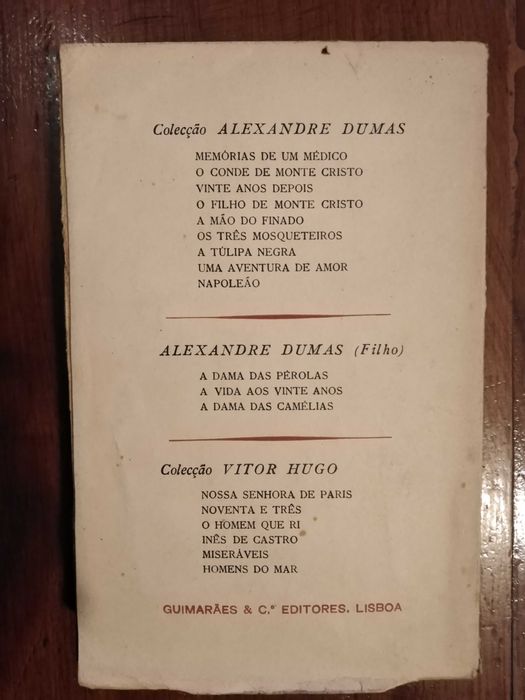 Colecção ALEXANDRE DUMAS
MEMÓRIAS DE UM MÉDICO
O CONDE DE MONTE CRISTO
VINTE ANOS DEPOIS
O FILHO DE MONTE CRISTO
A MÃO DO FINADO
OS TRÊS MOSQUETEIROS
A TÚLIPA NEGRA
UMA AVENTURA DE AMOR
NAPOLEÃO
ALEXANDRE DUMAS (Filho)
A DAMA DAS PÉROLAS
A VIDA AOS VINTE ANOS
A DAMA DAS CAMÉLIAS
Colecção VITOR HUGO
NOSSA SENHORA DE PARIS
NOVENTA E TRÊS
O HOMEM QUE RI
INÊS DE CASTRO
MISERÁVEIS
HOMENS DO MAR
GUIMARÃES & C.ª EDITORES. LISBOA